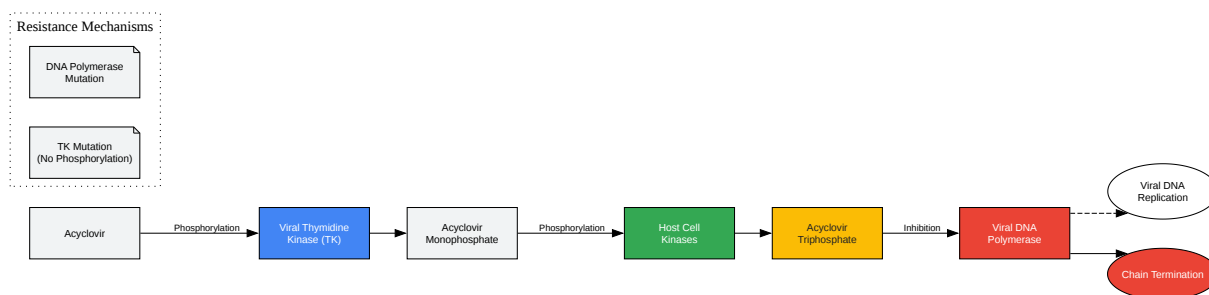 Resistance Mechanisms
DNA Polymerase
Mutation
TK Mutation
(No Phosphorylation)
Acyclovir
Phosphorylation
Viral Thymidine
Kinase (TK)
Acyclovir
Monophosphate
Phosphorylation
Host Cell
Kinases
Acyclovir
Triphosphate
Inhibition
Viral DNA
Polymerase
Viral DNA
Replication
Chain Termination